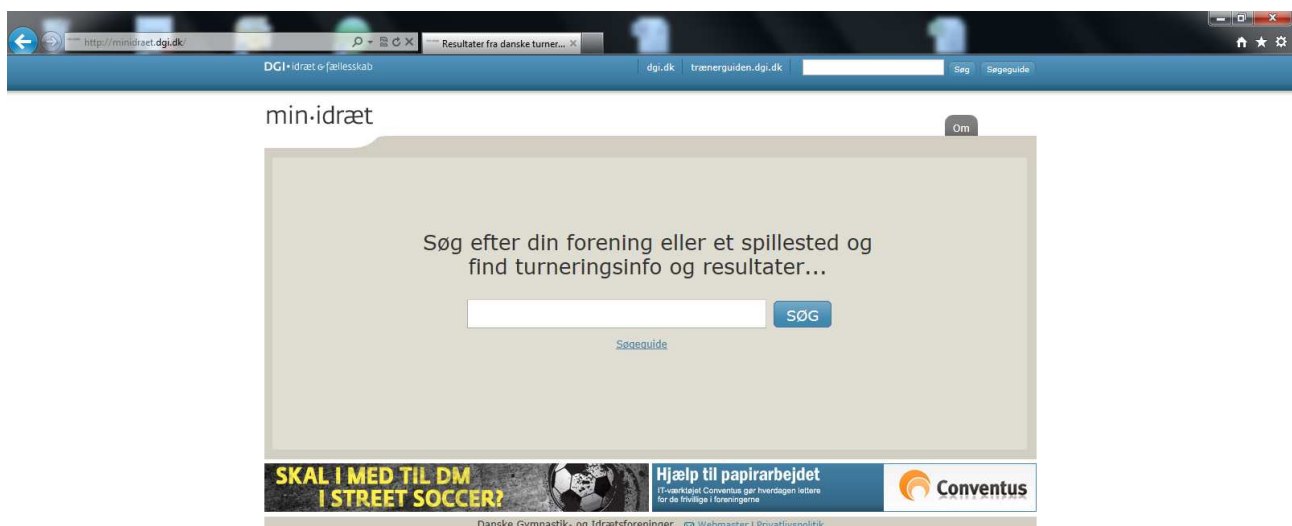 http://minidraet.dgi.dk/
Resultater fra danske turner...
DGI·idræt & fællesskab
dgi.dk
trænerguiden.dgi.dk
Søg
Søgeguide
min·idræt
Om
Søg efter din forening eller et spillested og
find turneringsinfo og resultater...
SØG
Søgeguide
SKAL I MED TIL DM
I STREET SOCCER?
Hjælp til papirarbejdet
IT-værktøjet Conventus gør hverdagen lettere
for de frivillige i foreningerne
Conventus
Danske Gymnastik- og Idrætsforeninger
Webmaster | Privatlivspolitik